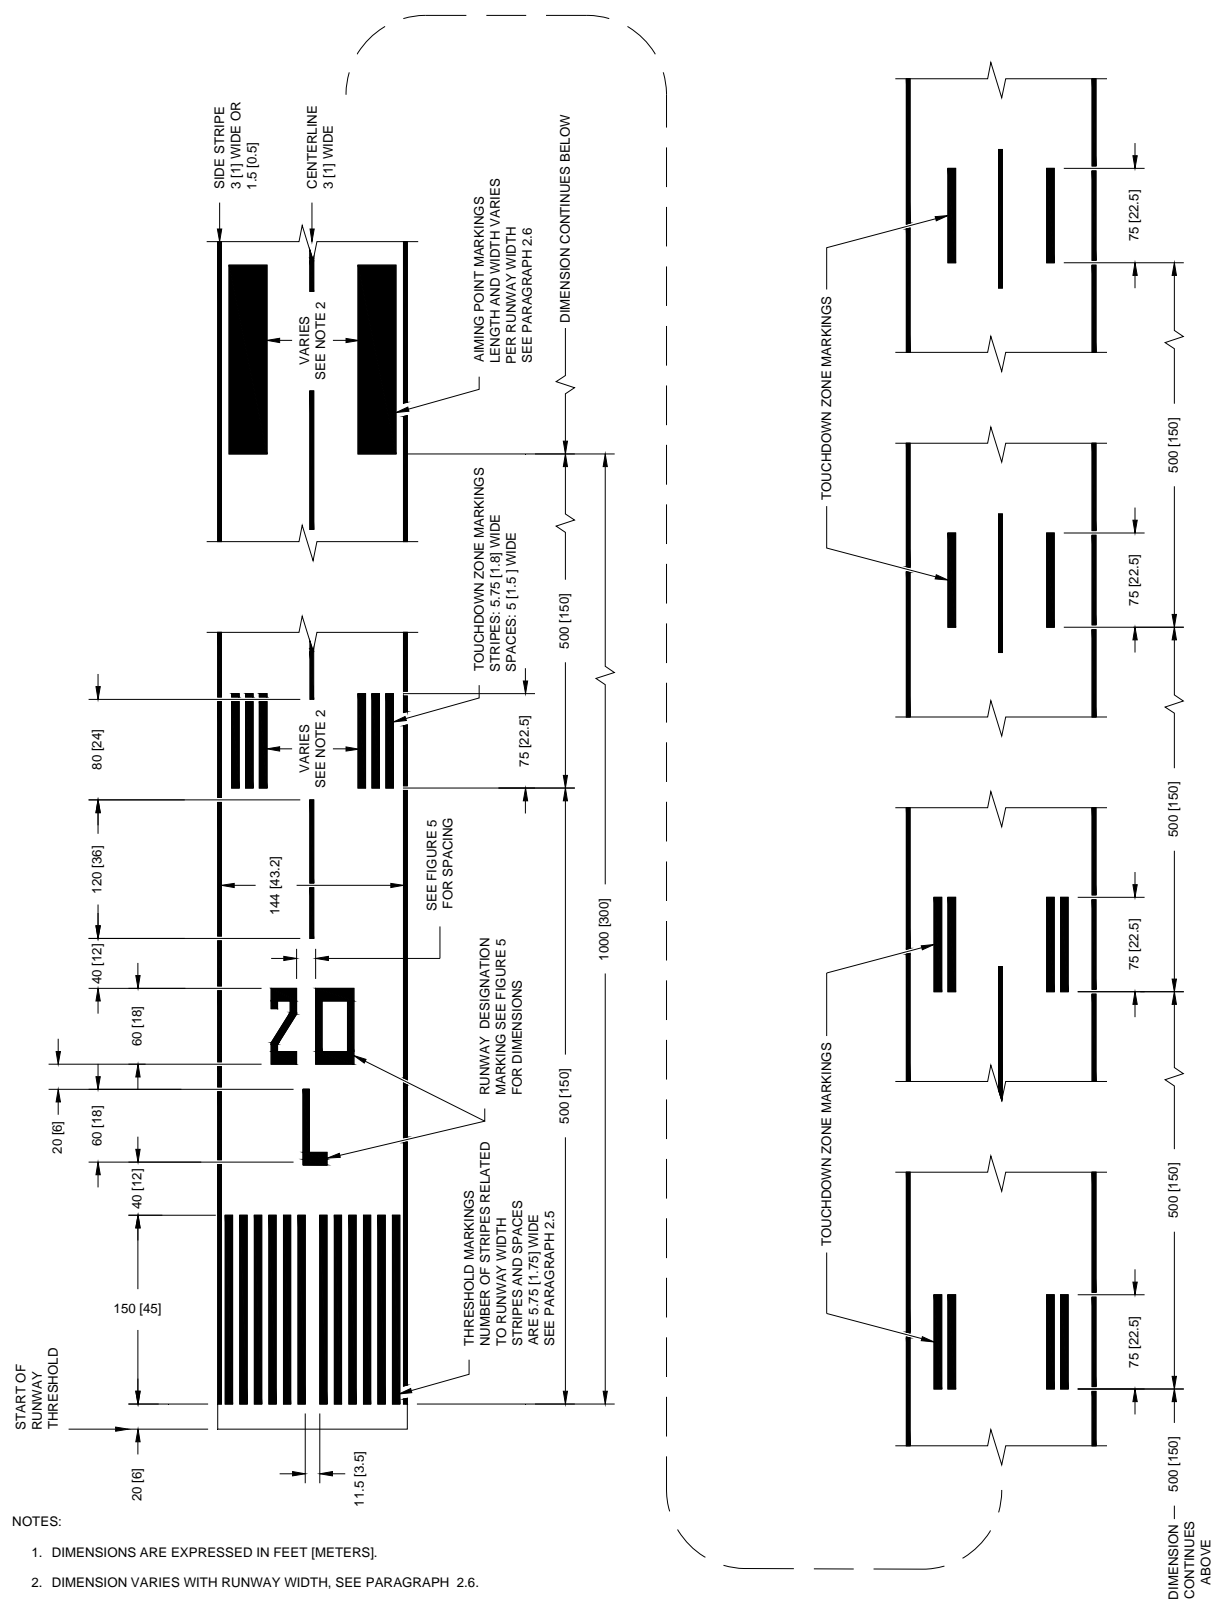 SIDE STRIPE
3 [1] WIDE OR
1.5 [0.5]
CENTERLINE
3 [1] WIDE
VARIES
SEE NOTE 2
AIMING POINT MARKINGS
LENGTH AND WIDTH VARIES
PER RUNWAY WIDTH
SEE PARAGRAPH 2.6
DIMENSION CONTINUES BELOW
TOUCHDOWN ZONE MARKINGS
STRIPES: 5.75 [1.8] WIDE
SPACES: 5 [1.5 ] WIDE
500 [150]
80 [24]
VARIES
SEE NOTE 2
75 [22.5]
120 [36]
144 [43.2]
SEE FIGURE 5
FOR SPACING
1000 [300]
40 [12]
60 [18]
20
RUNWAY DESIGNATION
MARKING SEE FIGURE 5
FOR DIMENSIONS
500 [150]
20 [6]
60 [18]
L
40 [12]
THRESHOLD MARKINGS
NUMBER OF STRIPES RELATED
TO RUNWAY WIDTH
STRIPES AND SPACES
ARE 5.75 [1.75] WIDE
SEE PARAGRAPH 2.5
150 [45]
START OF
RUNWAY
THRESHOLD
20 [6]
11.5 [3.5]
TOUCHDOWN ZONE MARKINGS
75 [22.5]
500 [150]
75 [22.5]
500 [150]
TOUCHDOWN ZONE MARKINGS
75 [22.5]
500 [150]
75 [22.5]
500 [150]
DIMENSION
CONTINUES
ABOVE
NOTES:
1. DIMENSIONS ARE EXPRESSED IN FEET [METERS].
2. DIMENSION VARIES WITH RUNWAY WIDTH, SEE PARAGRAPH 2.6.